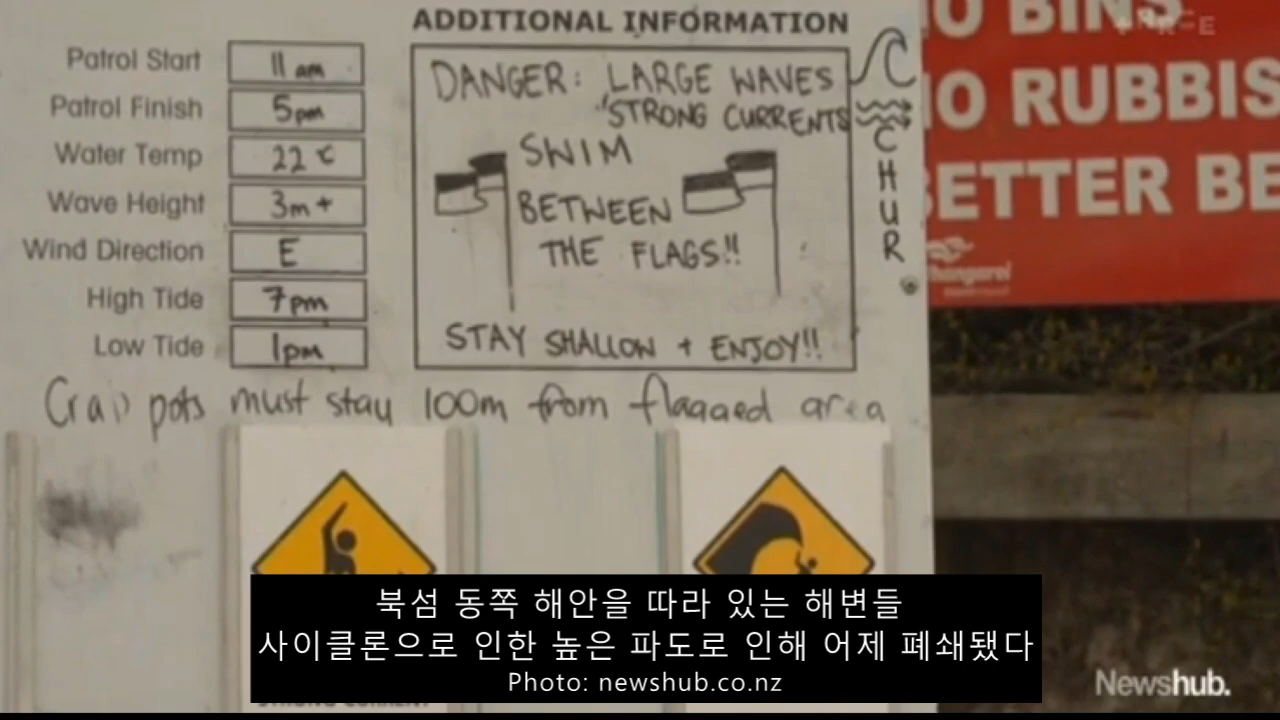 ADDITIONAL INFORMATION
Patrol Start 11 am
Patrol Finish 5pm
Water Temp 22 °C
Wave Height 3m+
Wind Direction E
High Tide 7pm
Low Tide 1pm
DANGER: LARGE WAVES
"STRONG CURRENTS
SWIM
BETWEEN
THE FLAGS!!
STAY SHALLOW + ENJOY!!
CHUR
pots must stay 100m from flagged area
O BINS
O RUBBIS
BETTER BE
북섬 동쪽 해안을 따라 있는 해변들
사이클론으로 인한 높은 파도로 인해 어제 폐쇄됐다
Photo: newshub.co.nz
Newshub.